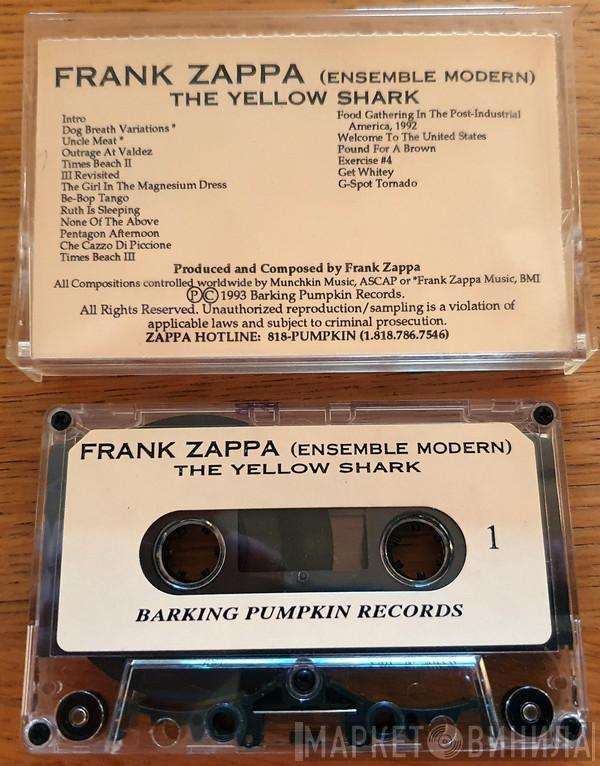 FRANK ZAPPA (ENSEMBLE MODERN)
THE YELLOW SHARK
Intro
Dog Breath Variations *
Uncle Meat *
Outrage At Valdez
Times Beach II
III Revisited
The Girl In The Magnesium Dress
Be-Bop Tango
Ruth Is Sleeping
None Of The Above
Pentagon Afternoon
Che Cazzo Di Piccione
Times Beach III
Food Gathering In The Post-Industrial
America, 1992
Welcome To The United States
Pound For A Brown
Exercise #4
Get Whitey
G-Spot Tornado
Produced and Composed by Frank Zappa
All Compositions controlled worldwide by Munchkin Music, ASCAP or *Frank Zappa Music, BMI
ⓅⒸ1993 Barking Pumpkin Records.
All Rights Reserved. Unauthorized reproduction/sampling is a violation of
applicable laws and subject to criminal prosecution.
ZAPPA HOTLINE: 818-PUMPKIN (1.818.786.7546)
FRANK ZAPPA (ENSEMBLE MODERN)
THE YELLOW SHARK
1
BARKING PUMPKIN RECORDS
МАРКЕТ ВИНИЛА